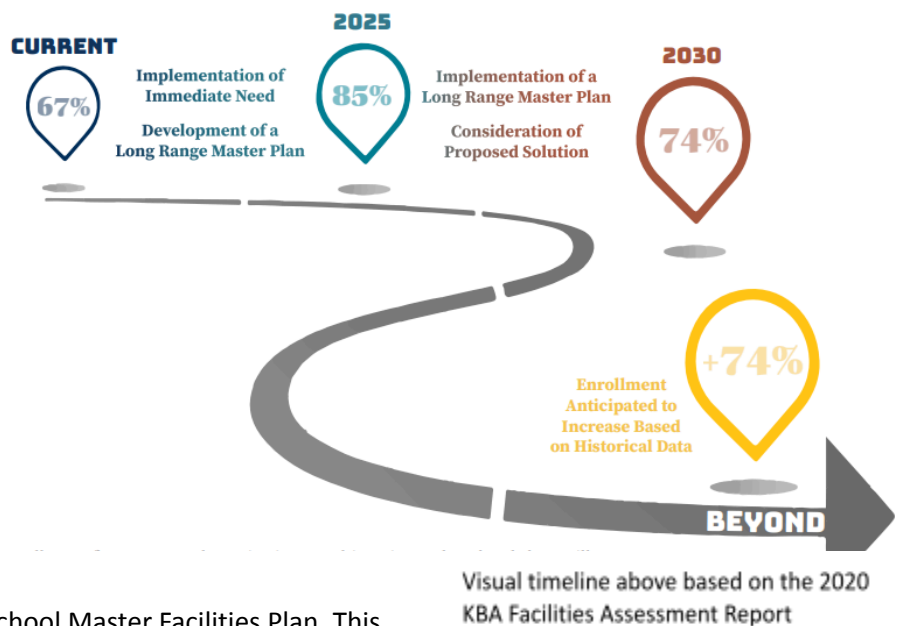 CURRENT
67%
Implementation of
Immediate Need
Development of a
Long Range Master Plan
2025
85%
Implementation of a
Long Range Master Plan
Consideration of
Proposed Solution
2030
74%
+74%
Enrollment
Anticipated to
Increase Based
on Historical Data
BEYOND
Visual timeline above based on the 2020
KBA Facilities Assessment Report
chool Master Facilities Plan. This